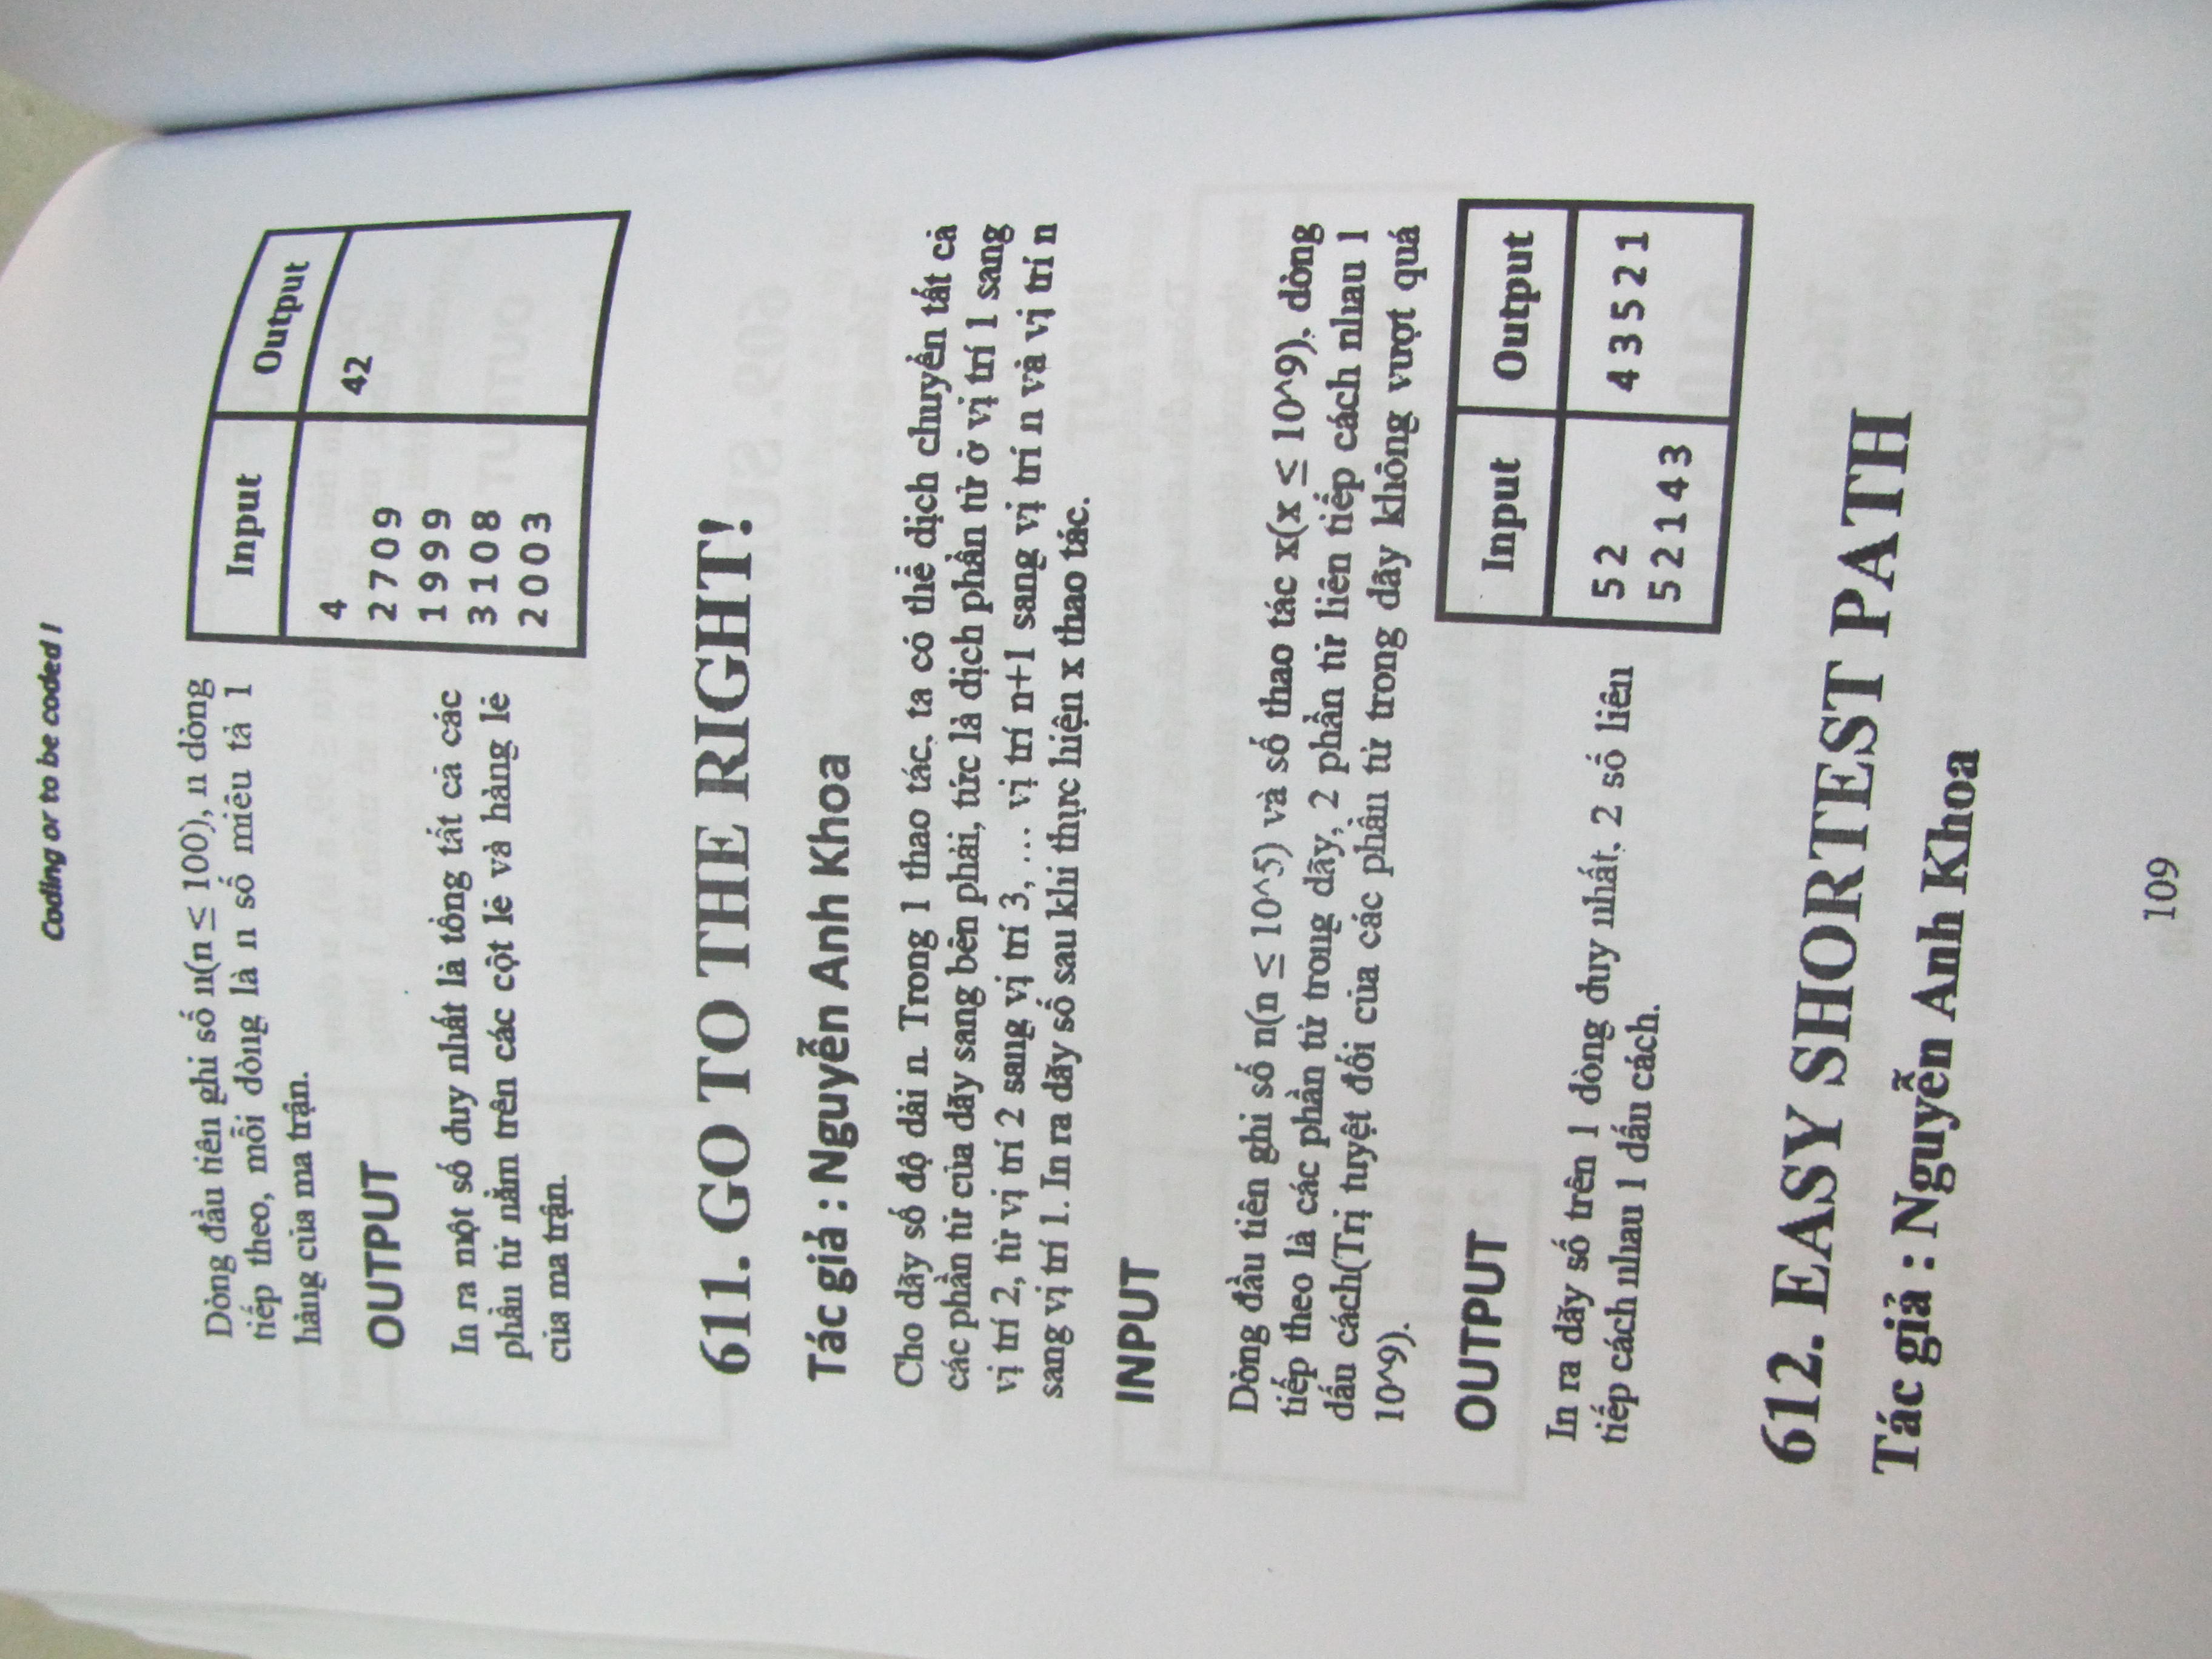 Coding or to be coded !
Dòng đầu tiên ghi số n(n ≤ 100), n dòng
tiếp theo, mỗi dòng là n số miêu tả 1
hàng của ma trận.
OUTPUT
In ra một số duy nhất là tổng tất cả các
phần tử nằm trên các cột lẻ và hàng lẻ
của ma trận.
Input Output
4 42
2 7 0 9
1 9 9 9
3 1 0 8
2 0 0 3
611. GO TO THE RIGHT!
Tác giả : Nguyễn Anh Khoa
Cho dãy số độ dài n. Trong 1 thao tác, ta có thể dịch chuyển tất cả
các phần tử của dãy sang bên phải, tức là dịch phần tử ở vị trí 1 sang
vị trí 2, từ vị trí 2 sang vị trí 3, … vị trí n+1 sang vị trí n và vị trí n
sang vị trí 1. In ra dãy số sau khi thực hiện x thao tác.
INPUT
Dòng đầu tiên ghi số n(n ≤ 10^5) và số thao tác x(x ≤ 10^9), dòng
tiếp theo là các phần tử trong dãy, 2 phần tử liên tiếp cách nhau 1
dấu cách(Trị tuyệt đối của các phần tử trong dãy không vượt quá
10^9).
OUTPUT
In ra dãy số trên 1 dòng duy nhất, 2 số liên
tiếp cách nhau 1 dấu cách.
Input Output
5 2 4 3 5 2 1
5 2 1 4 3
612. EASY SHORTEST PATH
Tác giả : Nguyễn Anh Khoa
109